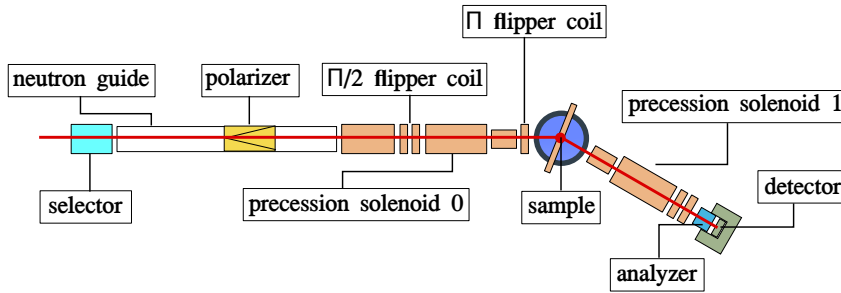 Π flipper coil
neutron guide
polarizer
Π/2 flipper coil
precession solenoid 1
detector
selector
precession solenoid 0
sample
analyzer